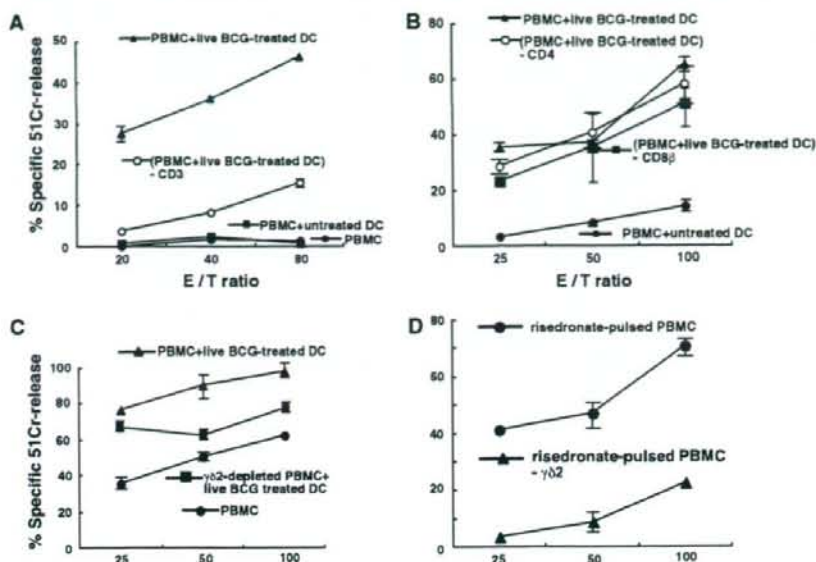 A
% Specific 51Cr-release
50
40
30
20
10
0
PBMC+live BCG-treated DC
(PBMC+live BCG-treated DC)
- CD3
PBMC+untreated DC
PBMC
20 40 80
E / T ratio
B
80
60
40
20
0
PBMC+live BCG-treated DC
(PBMC+live BCG-treated DC)
- CD4
(PBMC+live BCG-treated DC)
- CD8β
PBMC+untreated DC
25 50 100
E / T ratio
C
% Specific 51Cr-release
100
80
60
40
20
0
PBMC+live BCG-treated DC
γδ2-depleted PBMC+
live BCG treated DC
PBMC
25 50 100
D
80
60
40
20
0
risedronate-pulsed PBMC
risedronate-pulsed PBMC
- γδ2
25 50 100